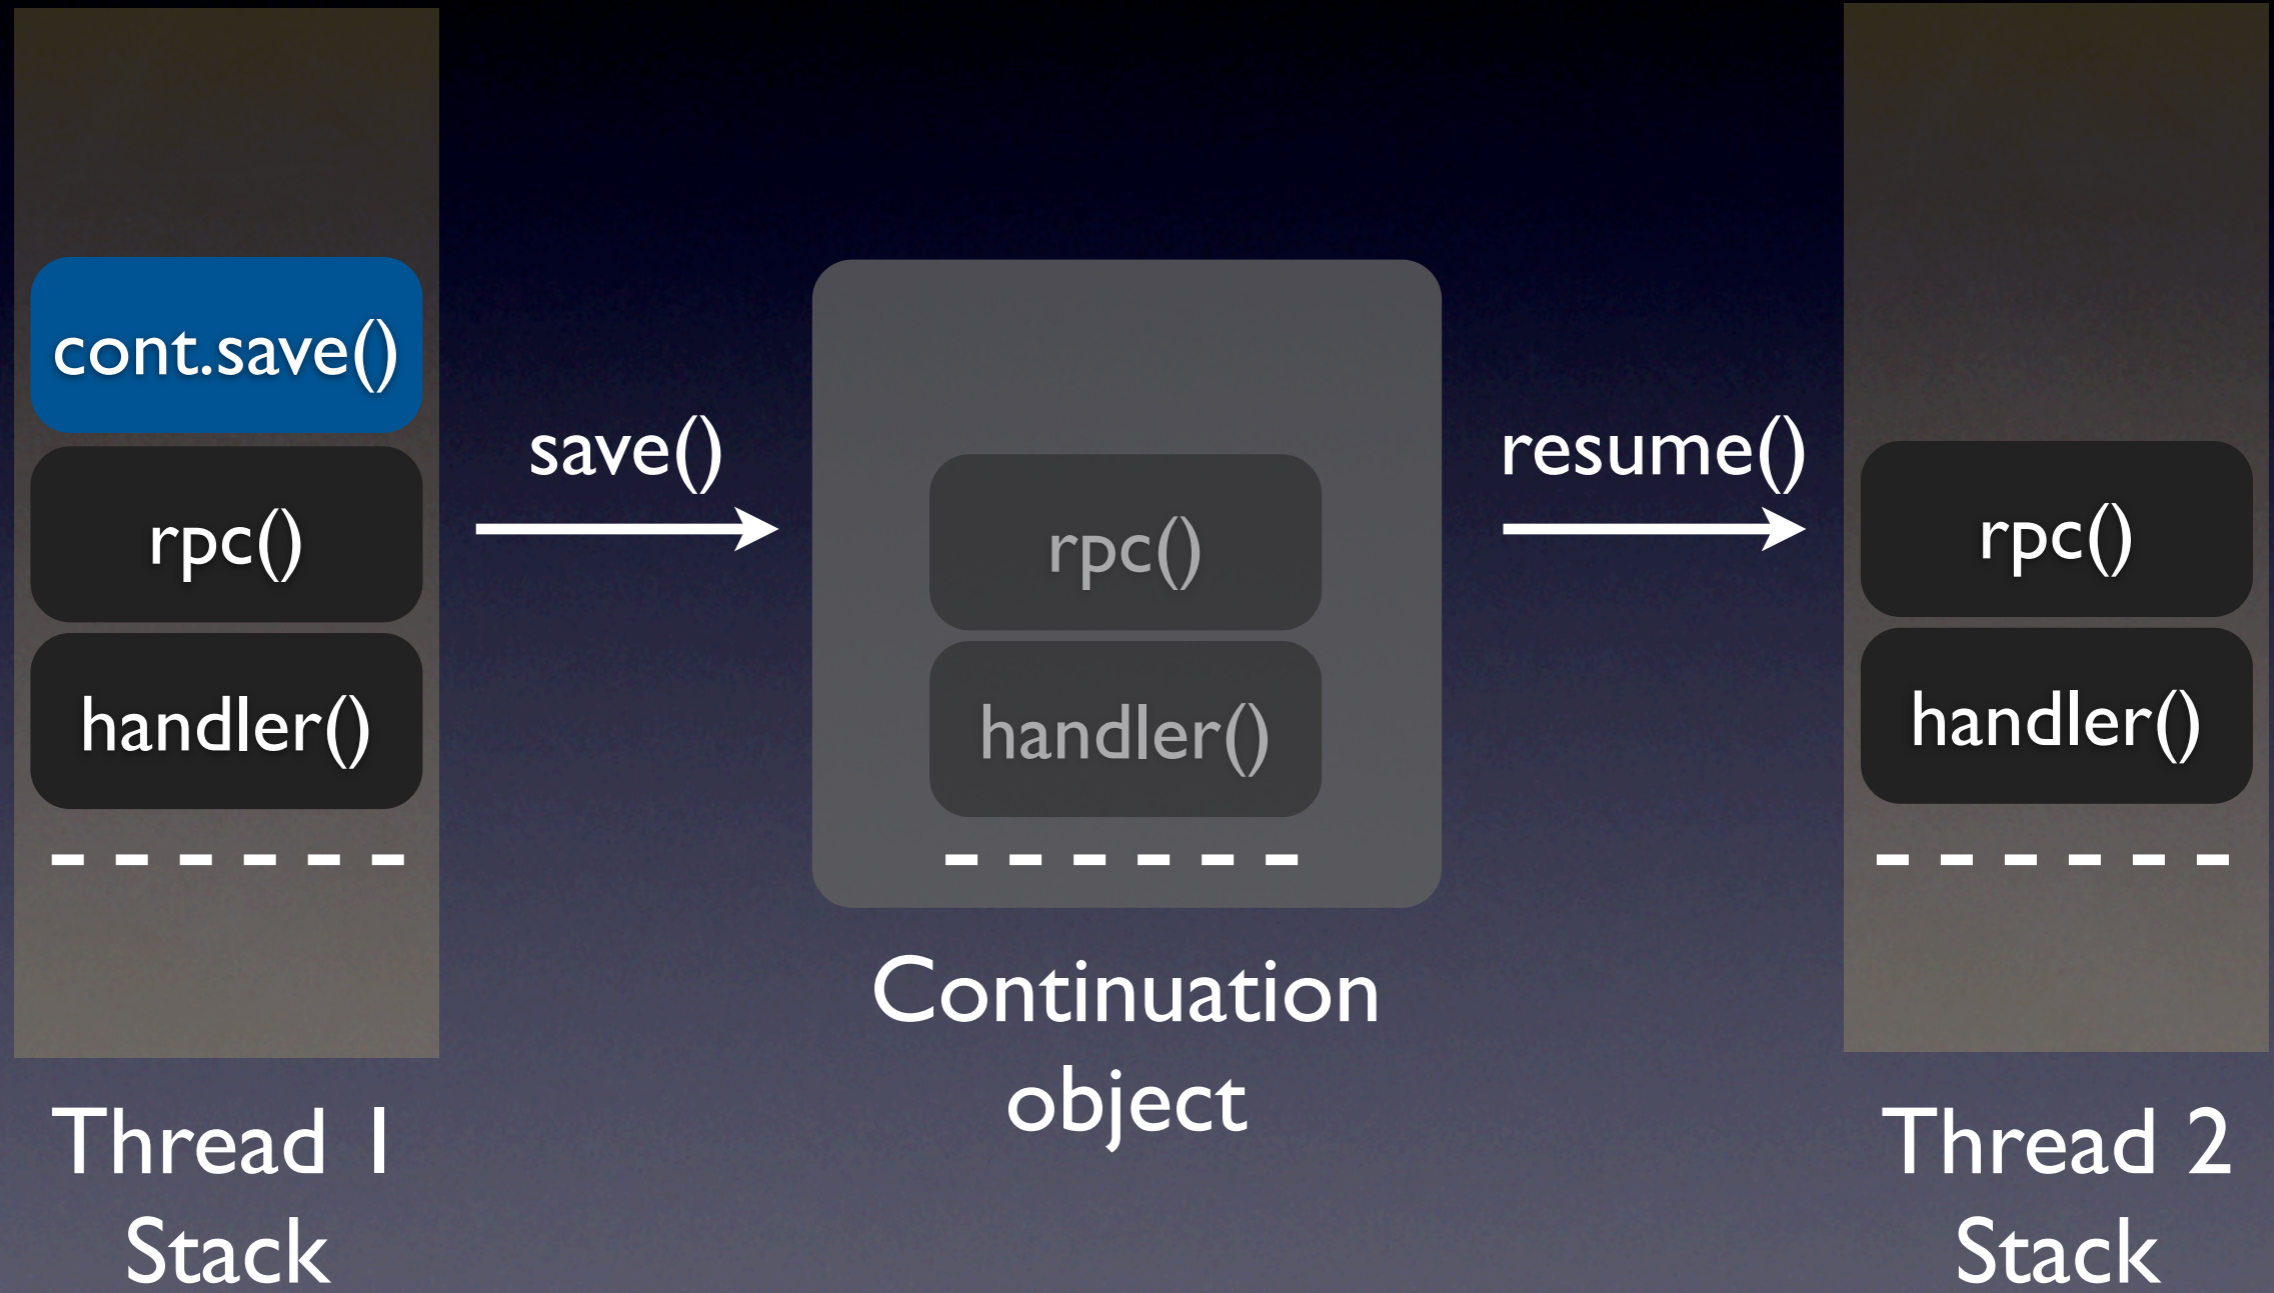 cont.save()
rpc()
handler()
Thread 1
Stack
save()
rpc()
handler()
Continuation
object
resume()
rpc()
handler()
Thread 2
Stack